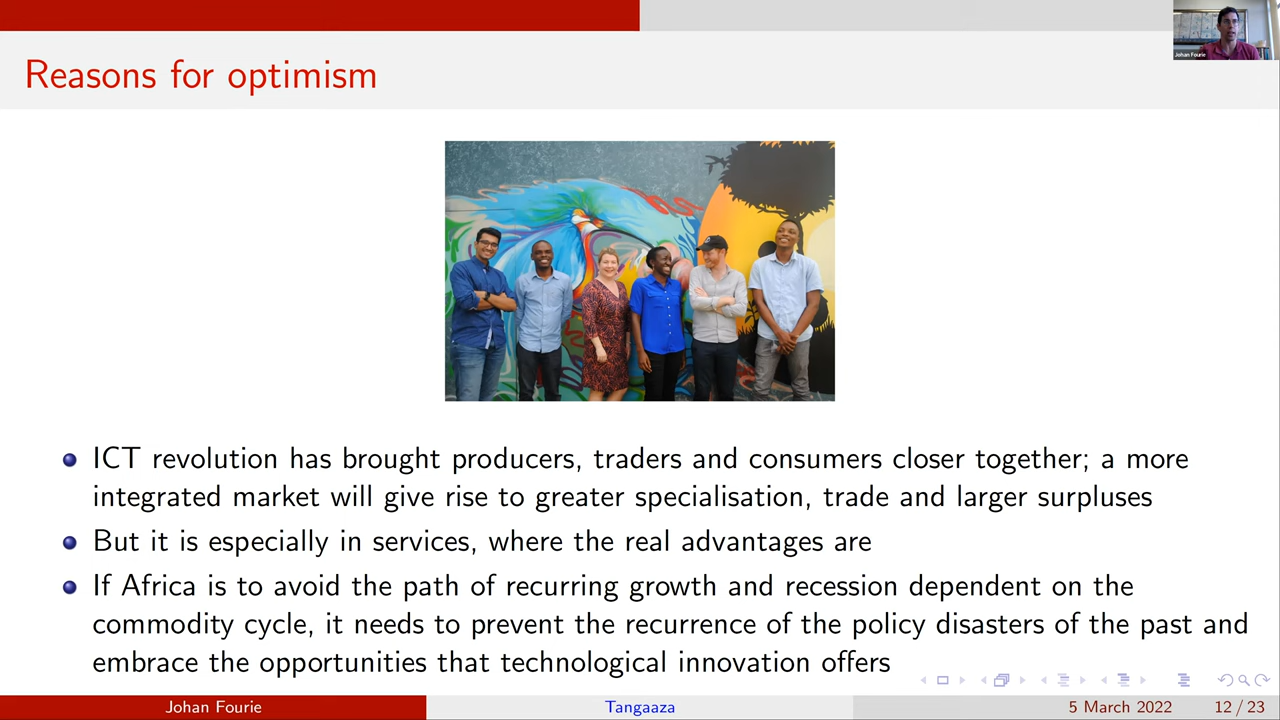 Johan Fourie
Reasons for optimism
ICT revolution has brought producers, traders and consumers closer together; a more
integrated market will give rise to greater specialisation, trade and larger surpluses
But it is especially in services, where the real advantages are
If Africa is to avoid the path of recurring growth and recession dependent on the
commodity cycle, it needs to prevent the recurrence of the policy disasters of the past and
embrace the opportunities that technological innovation offers
Johan Fourie
Tangaaza
5 March 2022
12 / 23